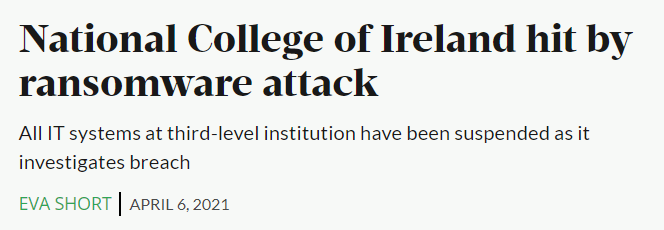 National College of Ireland hit by
ransomware attack
All IT systems at third-level institution have been suspended as it
investigates breach
EVA SHORT | APRIL 6, 2021